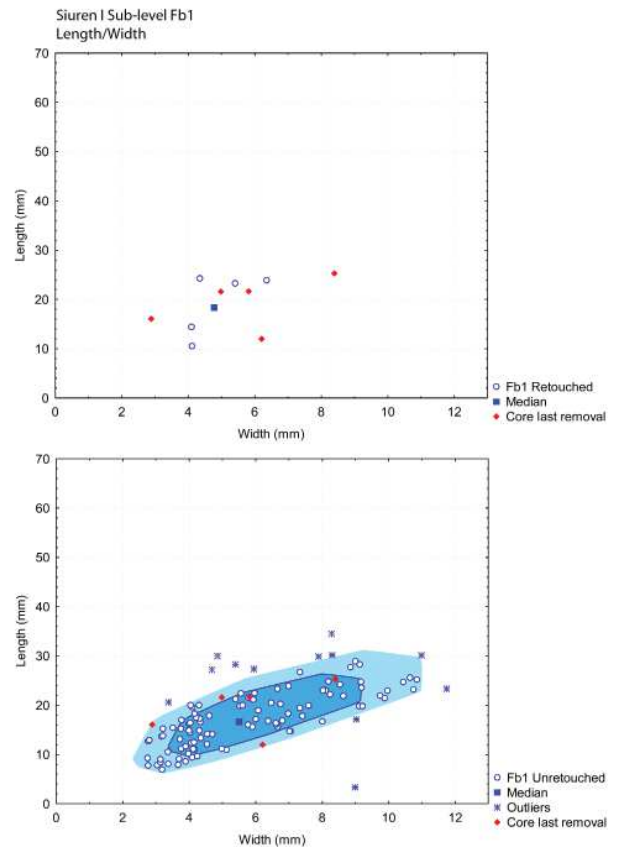 Siuren I Sub-level Fb1
Length/Width
70
60
50
40
30
20
10
0
Length (mm)
0
2
4
6
8
10
12
Width (mm)
Fb1 Retouched
Median
Core last removal
70
60
50
40
30
20
10
0
Length (mm)
0
2
4
6
8
10
12
Width (mm)
Fb1 Unretouched
Median
Outliers
Core last removal